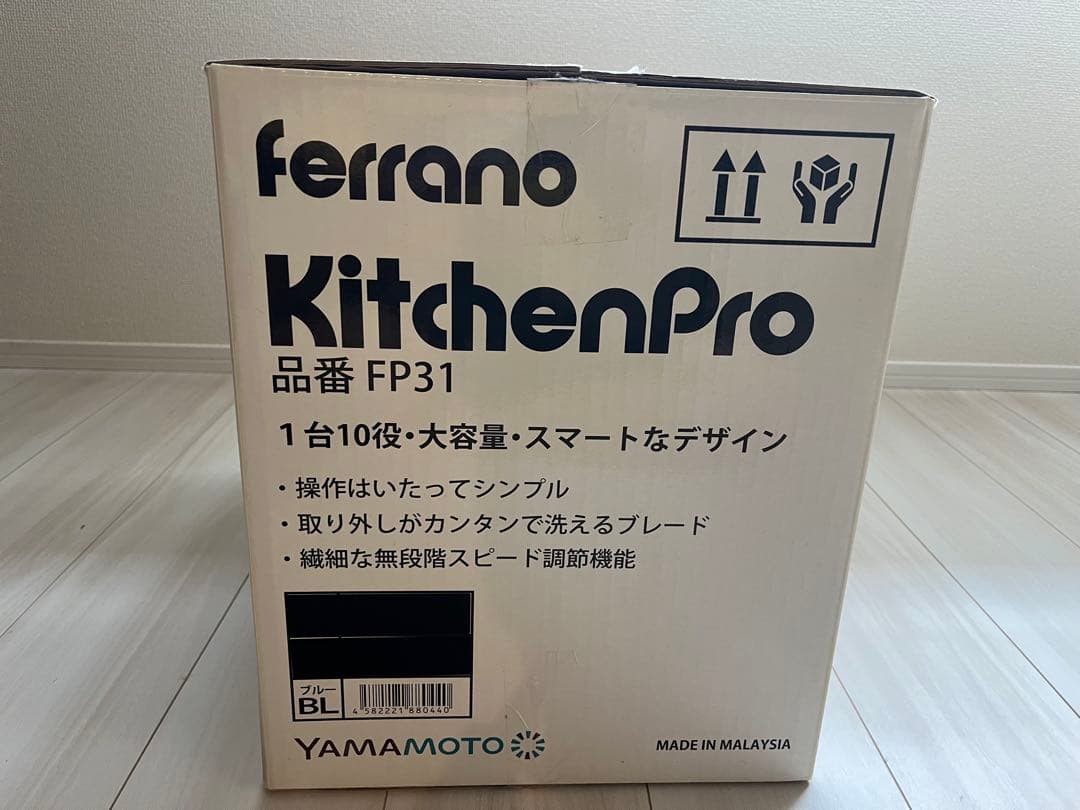 ferrano
KitchenPro
品番 FP31
1台10役・大容量・スマートなデザイン
・操作はいたってシンプル
・取り外しがカンタンで洗えるブレード
・繊細な無段階スピード調節機能
ブルー
BL
4 582221 880440
YAMAMOTO
MADE IN MALAYSIA